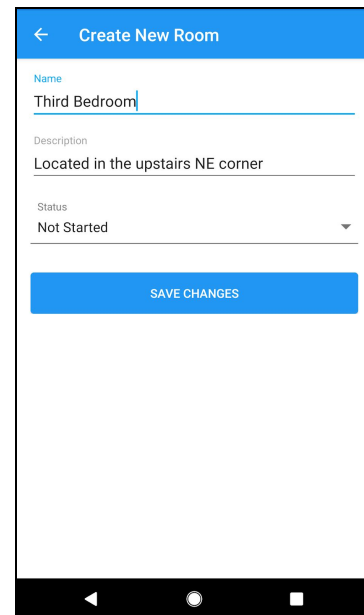 Create New Room
Name
Third Bedroom
Description
Located in the upstairs NE corner
Status
Not Started
SAVE CHANGES